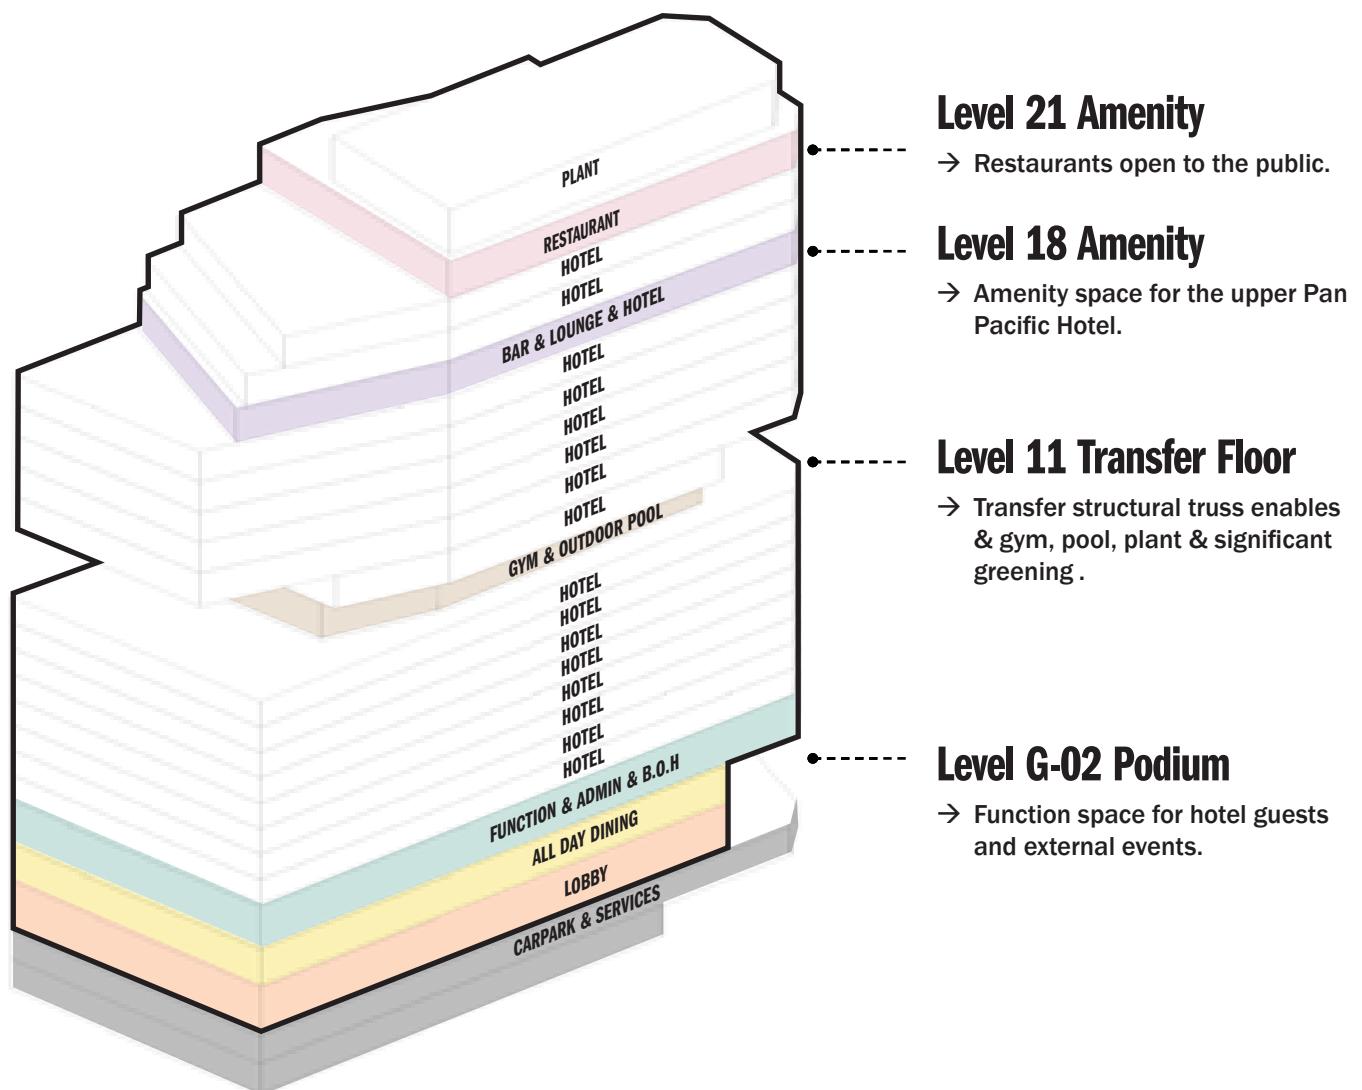 PLANT
RESTAURANT
HOTEL
HOTEL
BAR & LOUNGE & HOTEL
HOTEL
HOTEL
HOTEL
HOTEL
HOTEL
HOTEL
GYM & OUTDOOR POOL
HOTEL
HOTEL
HOTEL
HOTEL
HOTEL
HOTEL
HOTEL
HOTEL
FUNCTION & ADMIN & B.O.H
ALL DAY DINING
LOBBY
CARPARK & SERVICES
Level 21 Amenity
→ Restaurants open to the public.
Level 18 Amenity
→ Amenity space for the upper Pan
Pacific Hotel.
Level 11 Transfer Floor
→ Transfer structural truss enables
& gym, pool, plant & significant
greening .
Level G-02 Podium
→ Function space for hotel guests
and external events.